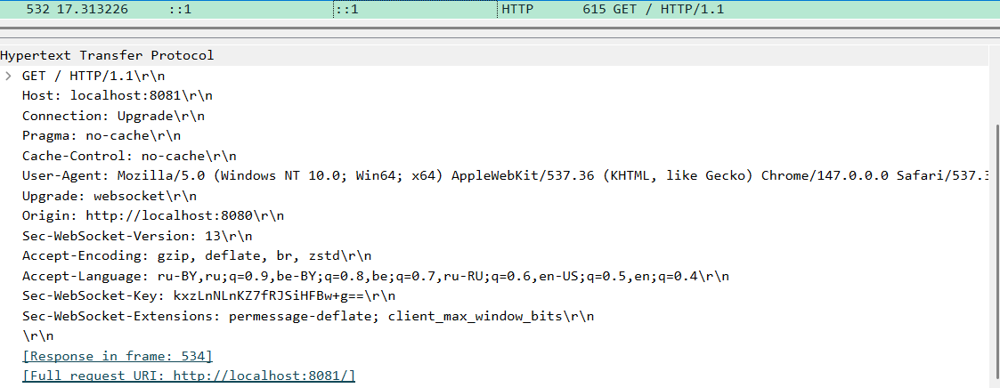 532 17.313226 ::1 ::1 HTTP 615 GET / HTTP/1.1
Hypertext Transfer Protocol
GET / HTTP/1.1\r\n
Host: localhost:8081\r\n
Connection: Upgrade\r\n
Pragma: no-cache\r\n
Cache-Control: no-cache\r\n
User-Agent: Mozilla/5.0 (Windows NT 10.0; Win64; x64) AppleWebKit/537.36 (KHTML, like Gecko) Chrome/147.0.0.0 Safari/537.3
Upgrade: websocket\r\n
Origin: http://localhost:8080\r\n
Sec-WebSocket-Version: 13\r\n
Accept-Encoding: gzip, deflate, br, zstd\r\n
Accept-Language: ru-BY,ru;q=0.9,be-BY;q=0.8,be;q=0.7,ru-RU;q=0.6,en-US;q=0.5,en;q=0.4\r\n
Sec-WebSocket-Key: kxzLnNLnKZ7fRJSiHFBw+g==\r\n
Sec-WebSocket-Extensions: permessage-deflate; client_max_window_bits\r\n
\r\n
[Response in frame: 534]
[Full request URI: http://localhost:8081/]